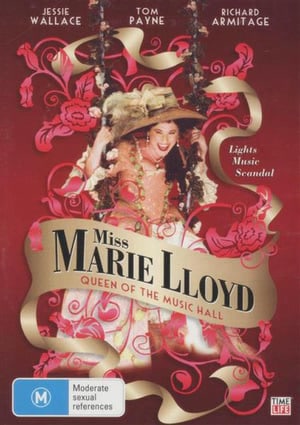 JESSIE WALLACE
TOM PAYNE
RICHARD ARMITAGE
Lights
Music
Scandal
Miss
MARIE LLOYD
QUEEN OF THE MUSIC HALL
M
Moderate
sexual
references
TIME
LIFE